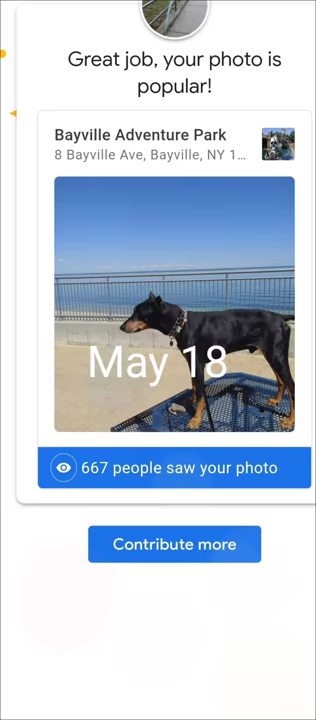 Great job, your photo is
popular!
Bayville Adventure Park
8 Bayville Ave, Bayville, NY 1...
May 18
667 people saw your photo
Contribute more